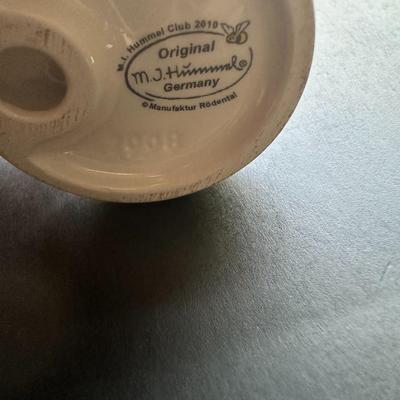 M.I. Hummel Club 2010
Original
M.J. Hummel®
Germany
© Manufaktur Rödental